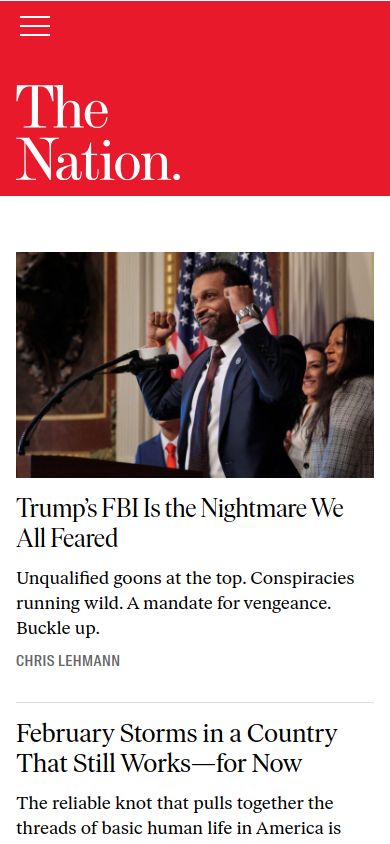 The
Nation.
Trump’s FBI Is the Nightmare We
All Feared
Unqualified goons at the top. Conspiracies
running wild. A mandate for vengeance.
Buckle up.
CHRIS LEHMANN
February Storms in a Country
That Still Works—for Now
The reliable knot that pulls together the
threads of basic human life in America is